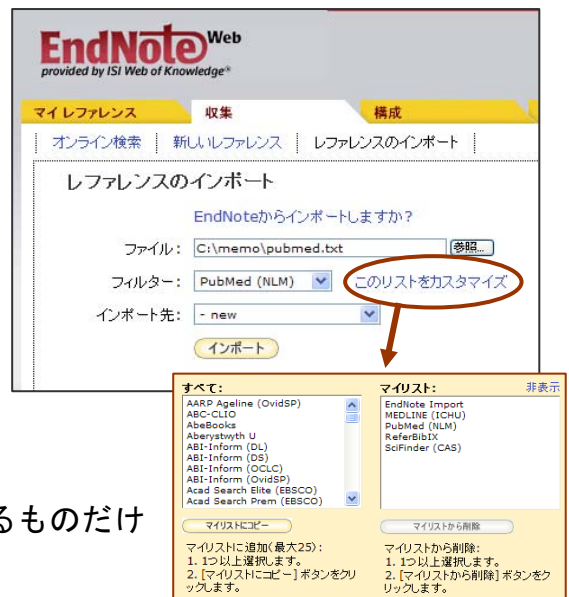 EndNote Web
provided by ISI Web of Knowledge®
マイ レファレンス 収集 構成
オンライン検索 新しいレファレンス レファレンスのインポート
レファレンスのインポート
EndNoteからインポートしますか?
ファイル: C:\memo\pubmed.txt 参照...
フィルター: PubMed (NLM) このリストをカスタマイズ
インポート先: - new
インポート
すべて:
AARP Ageline (OvidSP)
ABC-CLIO
AbeBooks
Aberystwyth U
ABI-Inform (DL)
ABI-Inform (DS)
ABI-Inform (OCLC)
ABI-Inform (OvidSP)
Acad Search Elite (EBSCO)
Acad Search Prem (EBSCO)
マイリストにコピー
マイリストに追加(最大25):
1. 1つ以上選択します。
2. [マイリストにコピー] ボタンをクリ
ックします。
マイリスト: 非表示
EndNote Import
MEDLINE (ICHU)
PubMed (NLM)
ReferBibIX
SciFinder (CAS)
マイリストから削除
マイリストから削除:
1. 1つ以上選択します。
2. [マイリストから削除] ボタンをク
リックします。
るものだけ